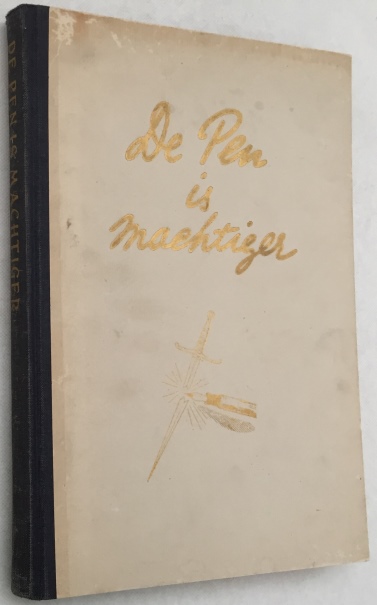 DE PEN IS MACHTIGER
De Pen
is
machtiger